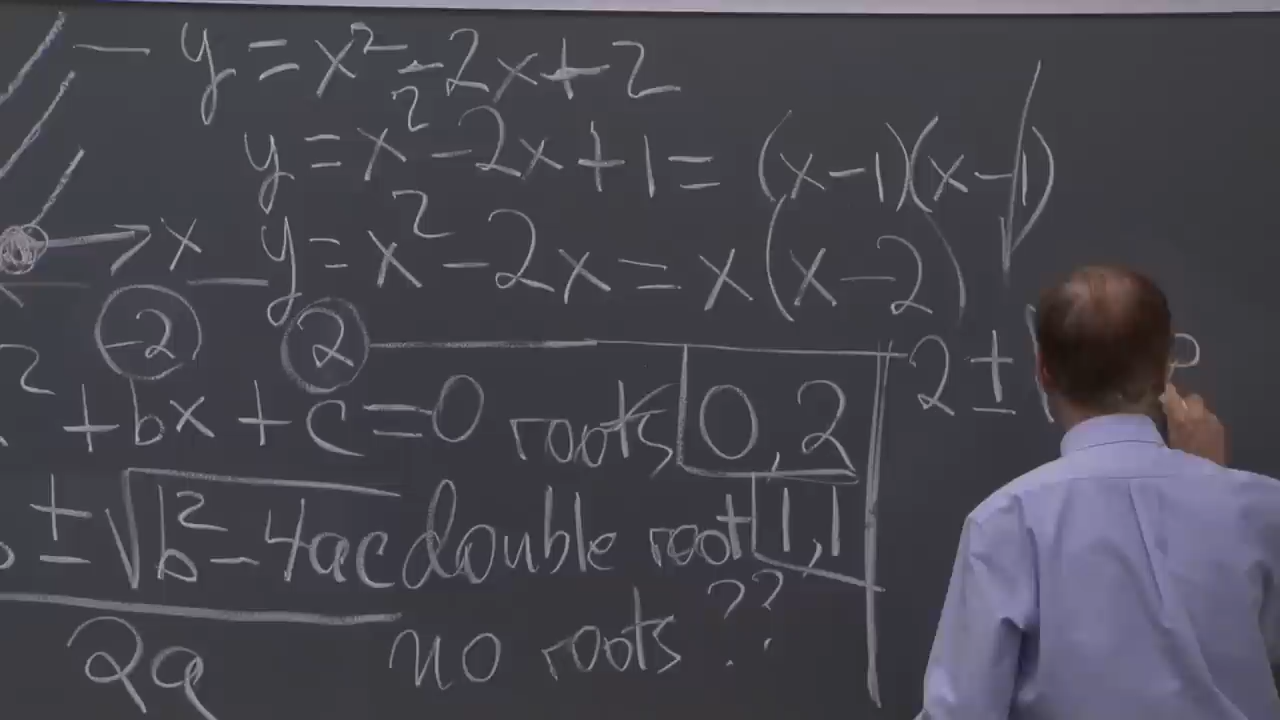 — y = x² - 2x + 2
y = x² - 2x + 1 = (x - 1)(x - 1)
x — y = x² - 2x = x(x - 2)
-2 2
² + bx + c = 0 roots 0, 2 2 ±
± √b² - 4ac double root 1, 1
2a no roots ??